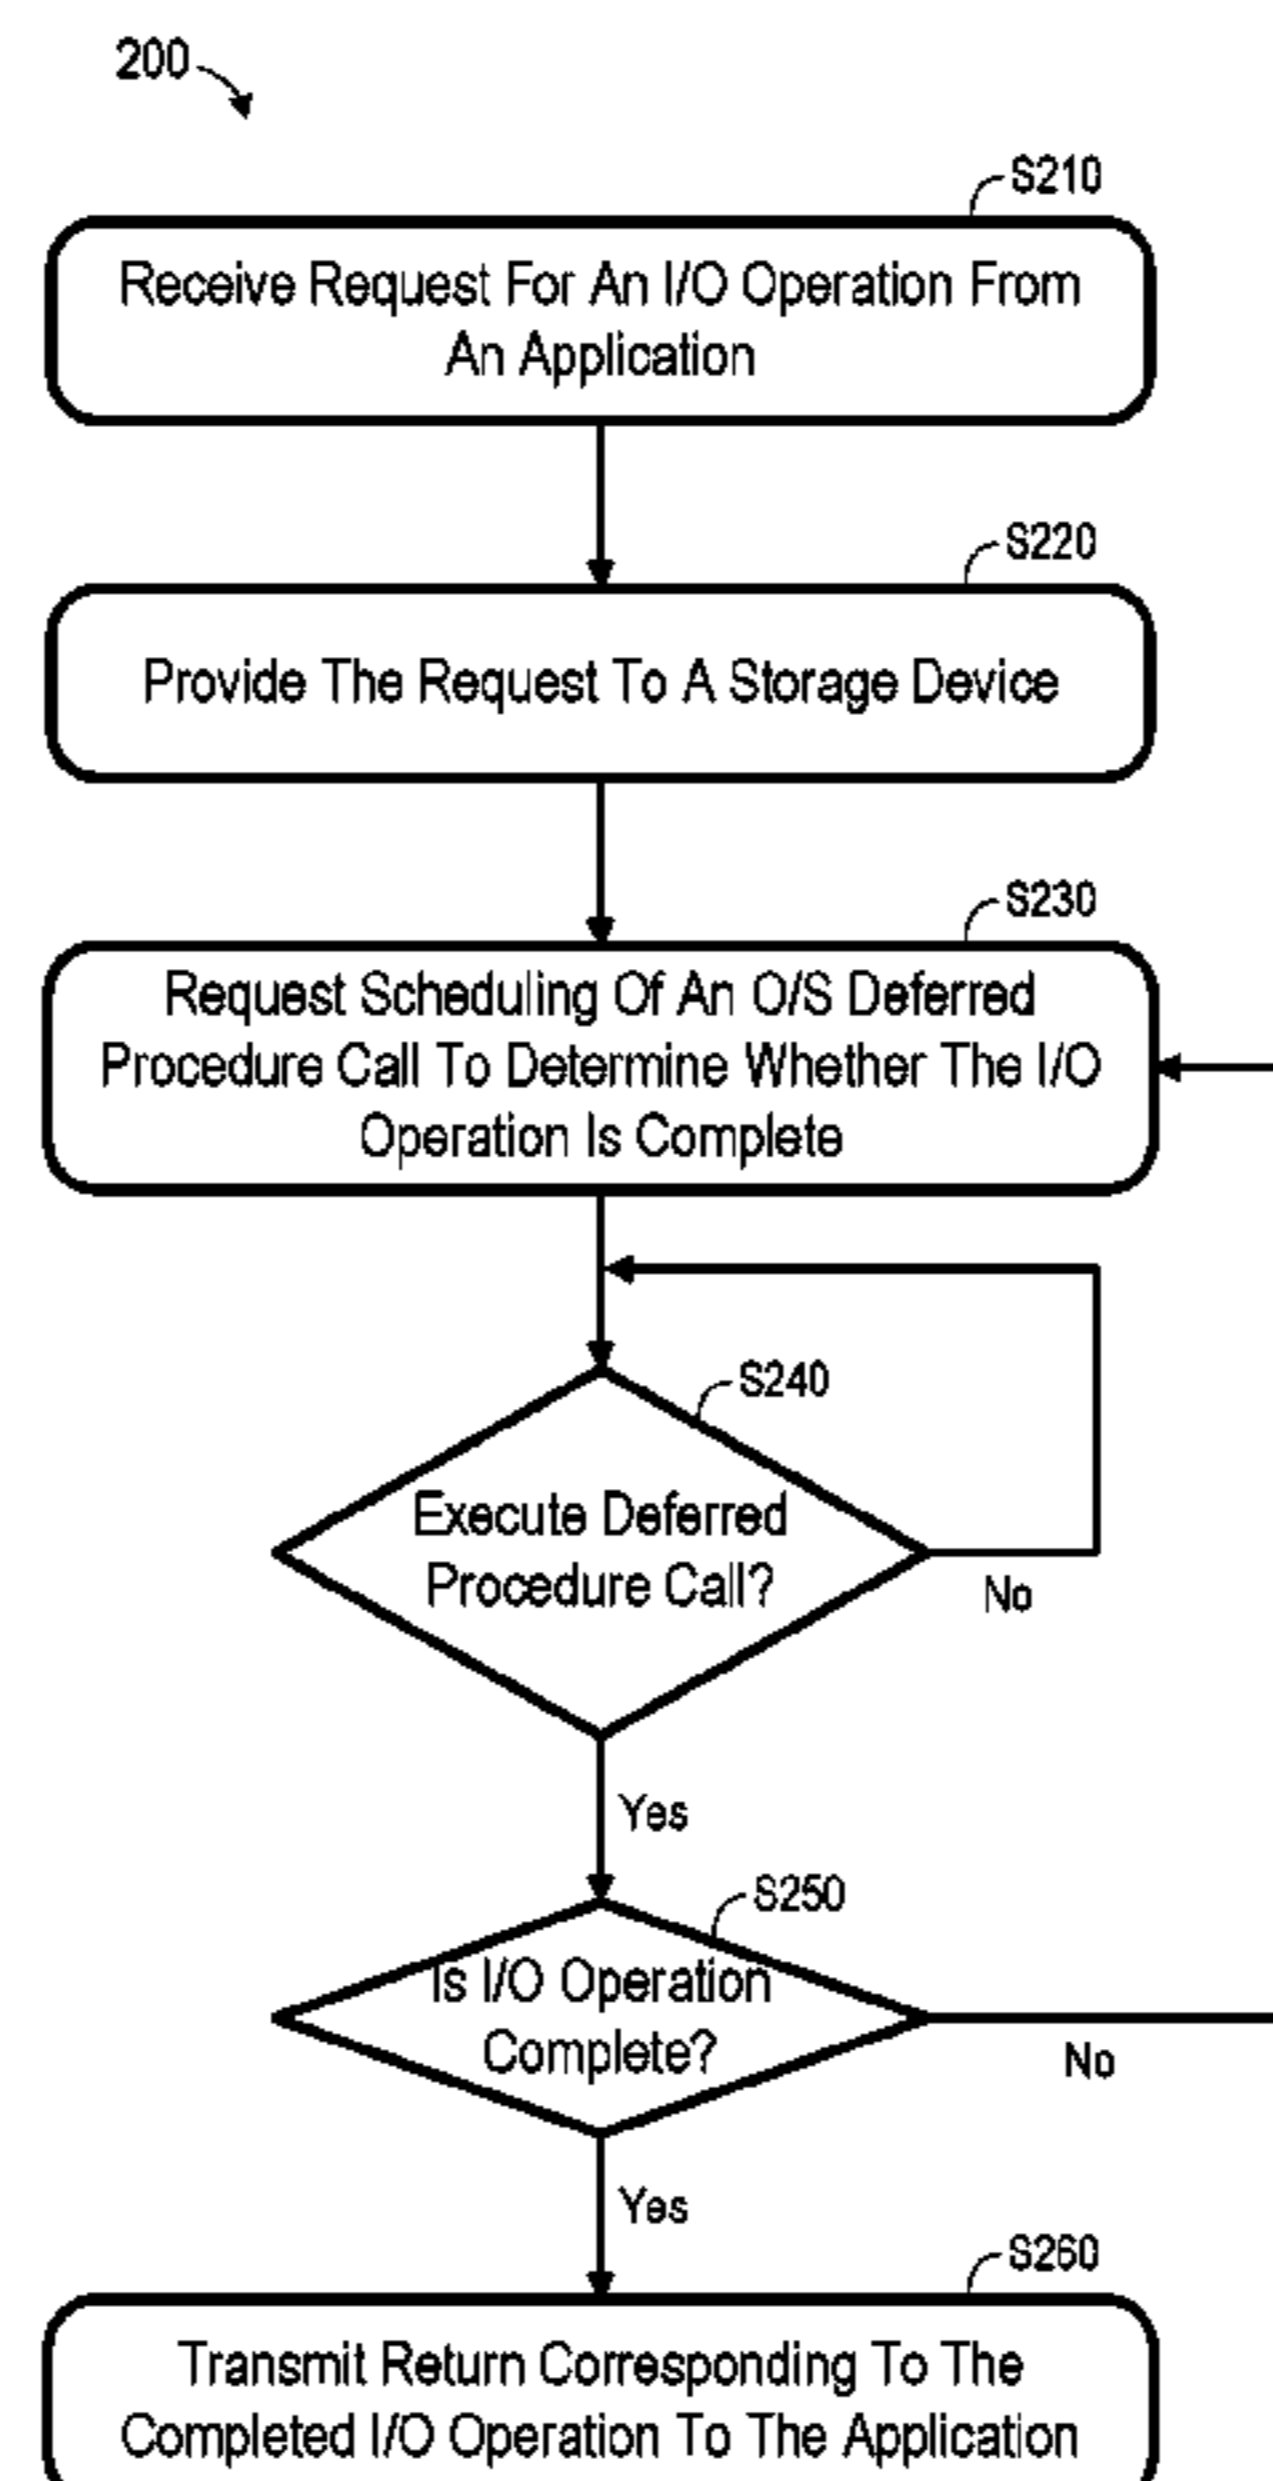 200
S210
Receive Request For An I/O Operation From
An Application
S220
Provide The Request To A Storage Device
S230
Request Scheduling Of An O/S Deferred
Procedure Call To Determine Whether The I/O
Operation Is Complete
S240
Execute Deferred
Procedure Call?
No
Yes
S250
Is I/O Operation
Complete?
No
Yes
S260
Transmit Return Corresponding To The
Completed I/O Operation To The Application